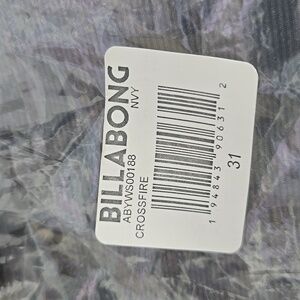 BILLABONG
NVY
ABYWS00188
CROSSFIRE
1 94843 90631 2
31